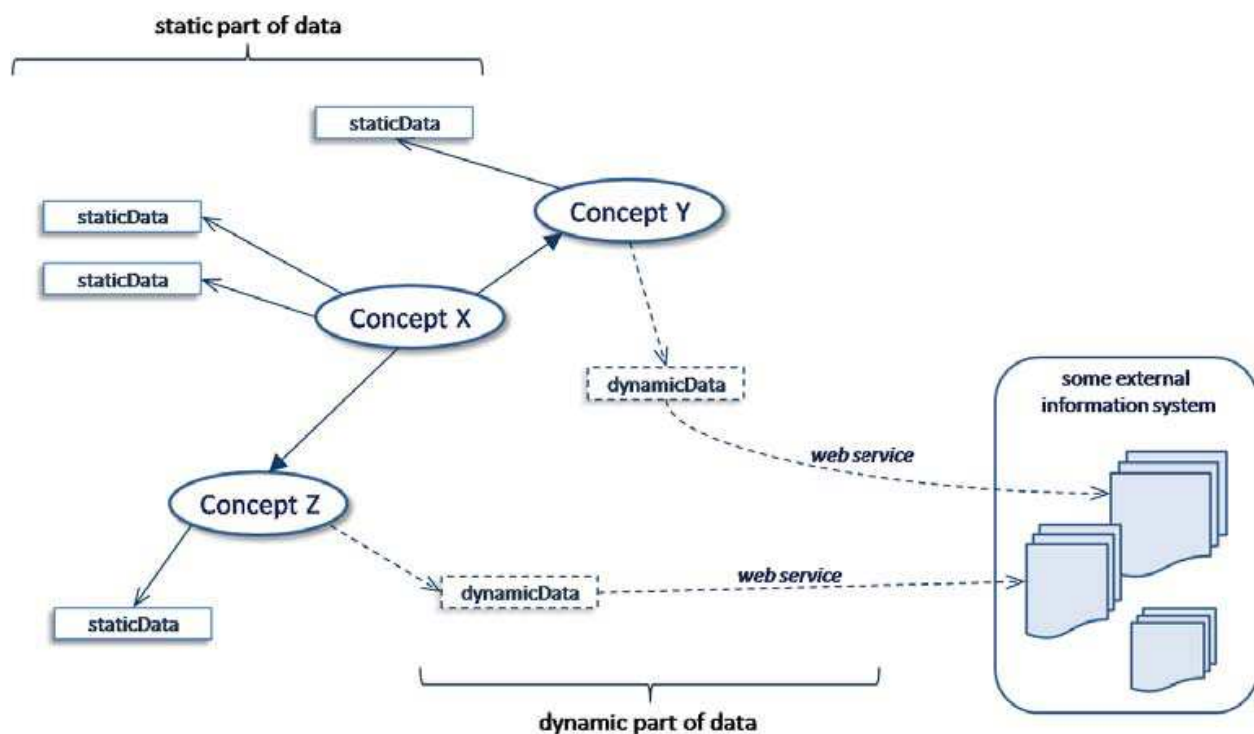 static part of data
staticData
staticData
Concept Y
staticData
Concept X
dynamicData
some external
information system
web service
Concept Z
web service
dynamicData
staticData
dynamic part of data